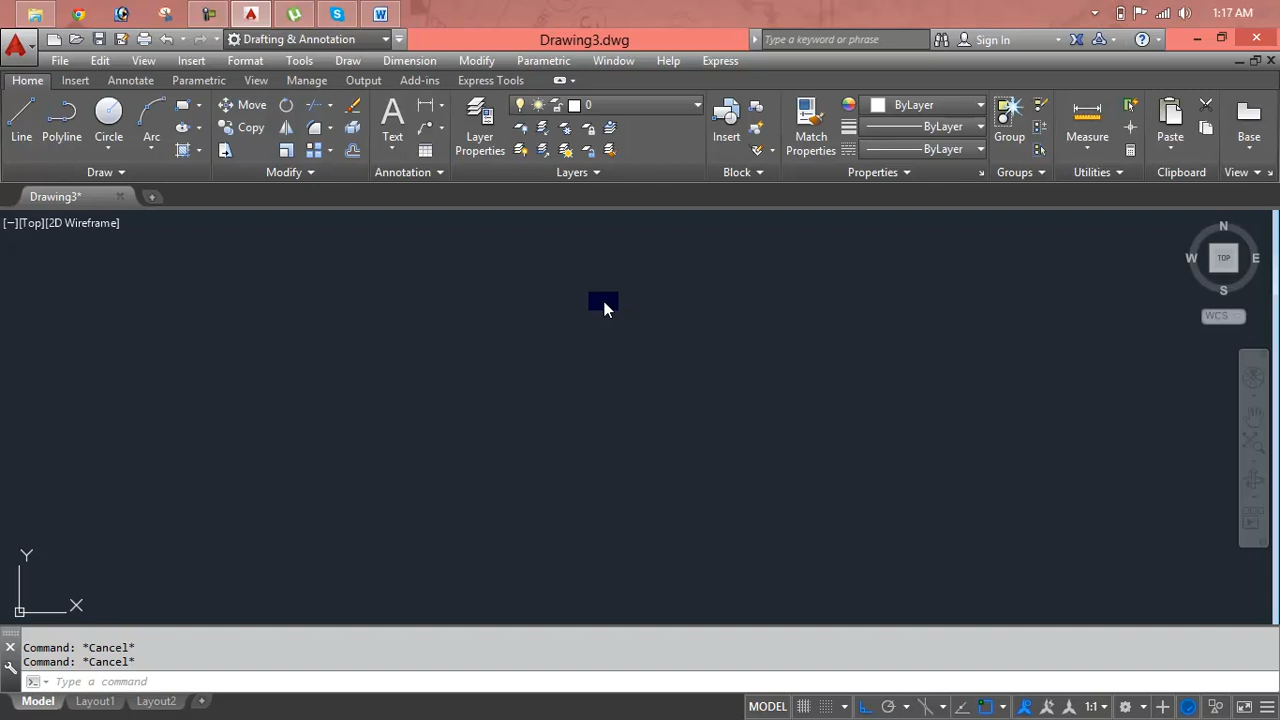 1:17 AM
Drafting & Annotation
Drawing3.dwg
Type a keyword or phrase
Sign In
File Edit View Insert Format Tools Draw Dimension Modify Parametric Window Help Express
Home Insert Annotate Parametric View Manage Output Add-ins Express Tools
Move
0
ByLayer
Copy
ByLayer
Line Polyline Circle Arc Text Layer Properties Insert Match Properties Group Measure Paste Base
ByLayer
Draw Modify Annotation Layers Block Properties Groups Utilities Clipboard View
Drawing3*
[−][Top][2D Wireframe]
N
W TOP E
S
WCS
Y
X
Command: *Cancel*
Command: *Cancel*
Type a command
Model Layout1 Layout2 +
MODEL 1:1